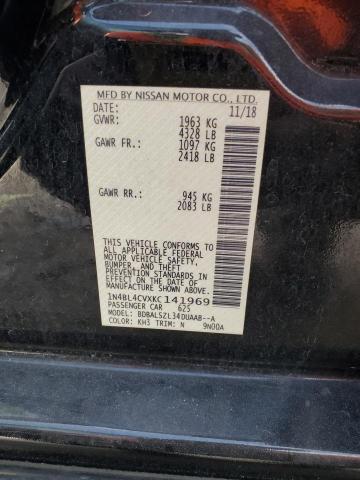 MFD BY NISSAN MOTOR CO., LTD.
DATE: 11/18
GVWR: 1963 KG
4328 LB
GAWR FR: 1097 KG
2418 LB
GAWR RR: 945 KG
2083 LB
THIS VEHICLE CONFORMS TO
ALL APPLICABLE FEDERAL
MOTOR VEHICLE SAFETY,
BUMPER, AND THEFT
PREVENTION STANDARDS IN
EFFECT ON THE DATE OF
MANUFACTURE SHOWN ABOVE.
1N4BL4CVXKC141969
PASSENGER CAR 625
MODEL: BDBALSZL34DUAAB--A
COLOR: KH3 TRIM: N 9N00A